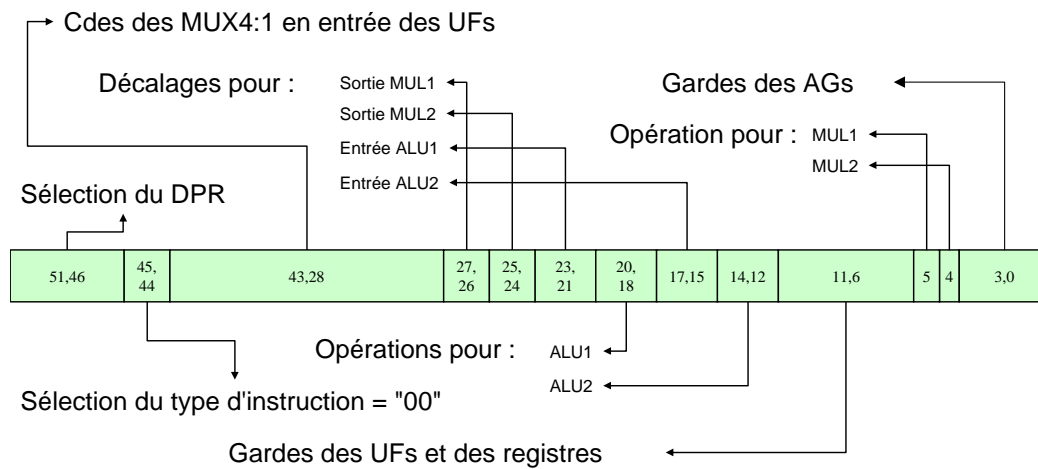 Cdes des MUX4:1 en entrée des UFs
Décalages pour :
Sortie MUL1
Sortie MUL2
Entrée ALU1
Entrée ALU2
Gardes des AGs
Opération pour :
MUL1
MUL2
Sélection du DPR
51,46
45,
44
43,28
27,
26
25,
24
23,
21
20,
18
17,15
14,12
11,6
5
4
3,0
Opérations pour :
ALU1
ALU2
Sélection du type d'instruction = "00"
Gardes des UFs et des registres